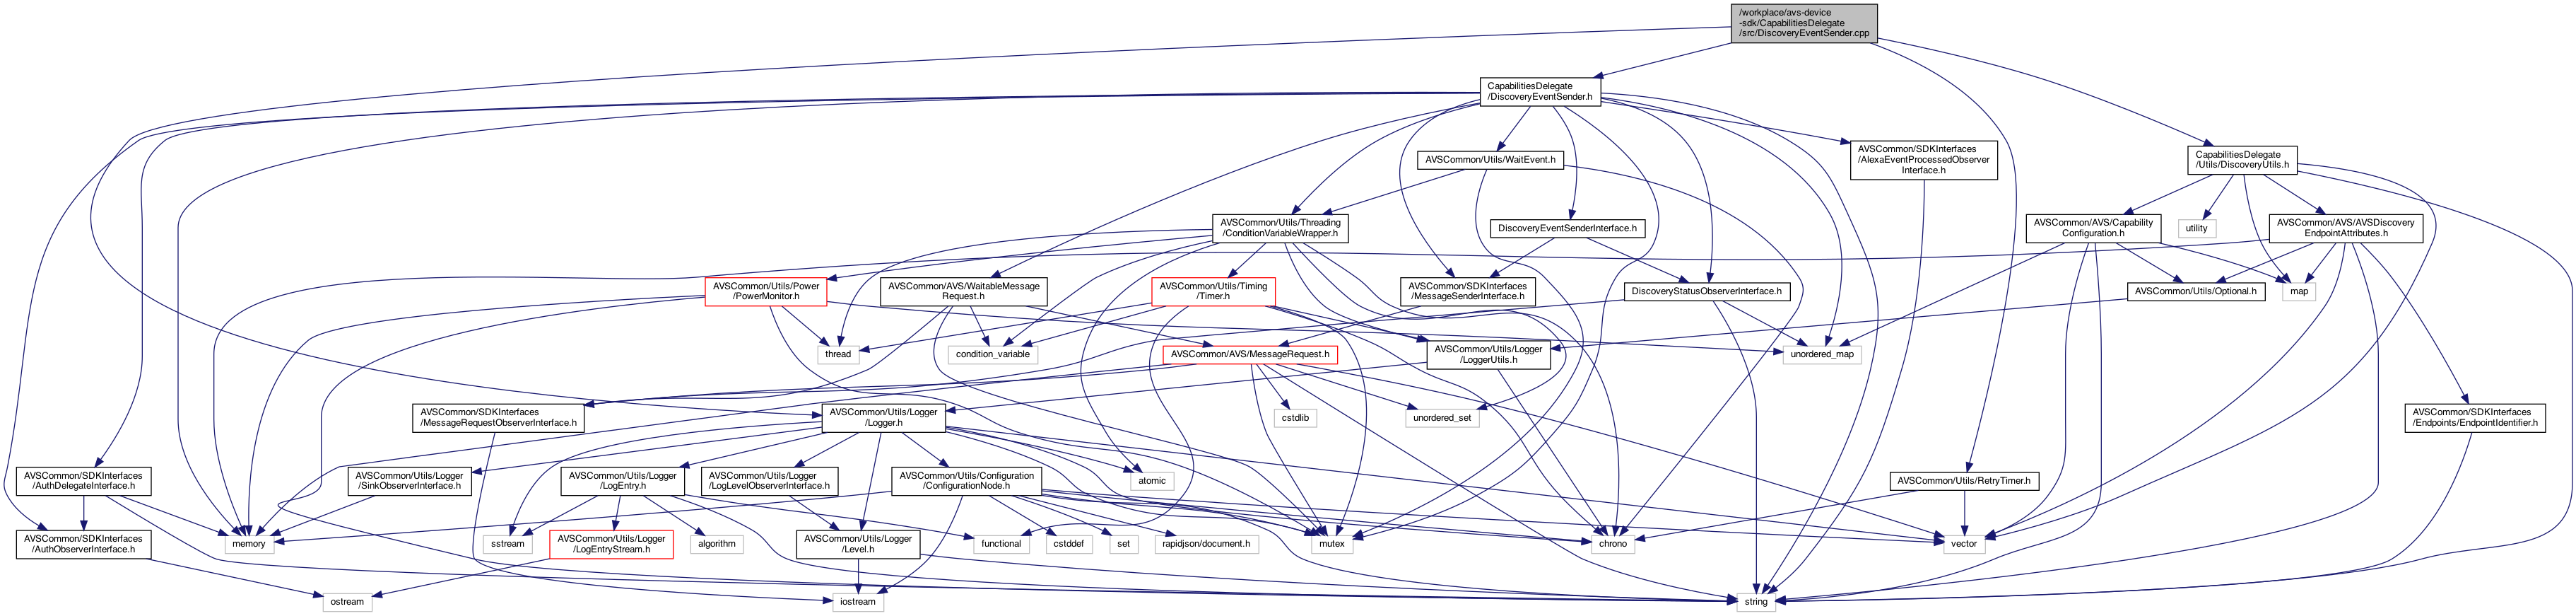 /workplace/avs-device
-sdk/CapabilitiesDelegate
/src/DiscoveryEventSender.cpp
CapabilitiesDelegate
/DiscoveryEventSender.h
AVSCommon/Utils/WaitEvent.h
AVSCommon/SDKInterfaces
/AlexaEventProcessedObserver
Interface.h
CapabilitiesDelegate
/Utils/DiscoveryUtils.h
AVSCommon/Utils/Threading
/ConditionVariableWrapper.h
DiscoveryEventSenderInterface.h
AVSCommon/AVS/Capability
Configuration.h
utility
AVSCommon/AVS/AVSDiscovery
EndpointAttributes.h
AVSCommon/Utils/Power
/PowerMonitor.h
AVSCommon/AVS/WaitableMessage
Request.h
AVSCommon/Utils/Timing
/Timer.h
AVSCommon/SDKInterfaces
/MessageSenderInterface.h
DiscoveryStatusObserverInterface.h
AVSCommon/Utils/Optional.h
map
thread
condition_variable
AVSCommon/AVS/MessageRequest.h
AVSCommon/Utils/Logger
/LoggerUtils.h
unordered_map
AVSCommon/SDKInterfaces
/MessageRequestObserverInterface.h
AVSCommon/Utils/Logger
/Logger.h
cstdlib
unordered_set
AVSCommon/SDKInterfaces
/Endpoints/EndpointIdentifier.h
AVSCommon/SDKInterfaces
/AuthDelegateInterface.h
AVSCommon/Utils/Logger
/SinkObserverInterface.h
AVSCommon/Utils/Logger
/LogEntry.h
AVSCommon/Utils/Logger
/LogLevelObserverInterface.h
AVSCommon/Utils/Configuration
/ConfigurationNode.h
atomic
AVSCommon/Utils/RetryTimer.h
AVSCommon/SDKInterfaces
/AuthObserverInterface.h
memory
sstream
AVSCommon/Utils/Logger
/LogEntryStream.h
algorithm
AVSCommon/Utils/Logger
/Level.h
functional
cstddef
set
rapidjson/document.h
mutex
chrono
vector
ostream
iostream
string